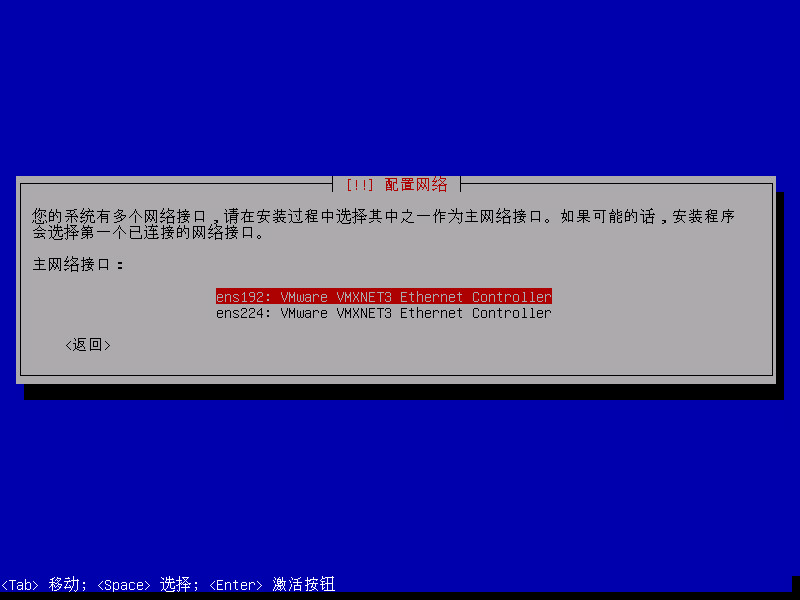 [!!] 配置网络
您的系统有多个网络接口，请在安装过程中选择其中之一作为主网络接口。如果可能的话，安装程序
会选择第一个已连接的网络接口。
主网络接口：
ens192: VMware VMXNET3 Ethernet Controller
ens224: VMware VMXNET3 Ethernet Controller
<返回>
<Tab> 移动; <Space> 选择; <Enter> 激活按钮